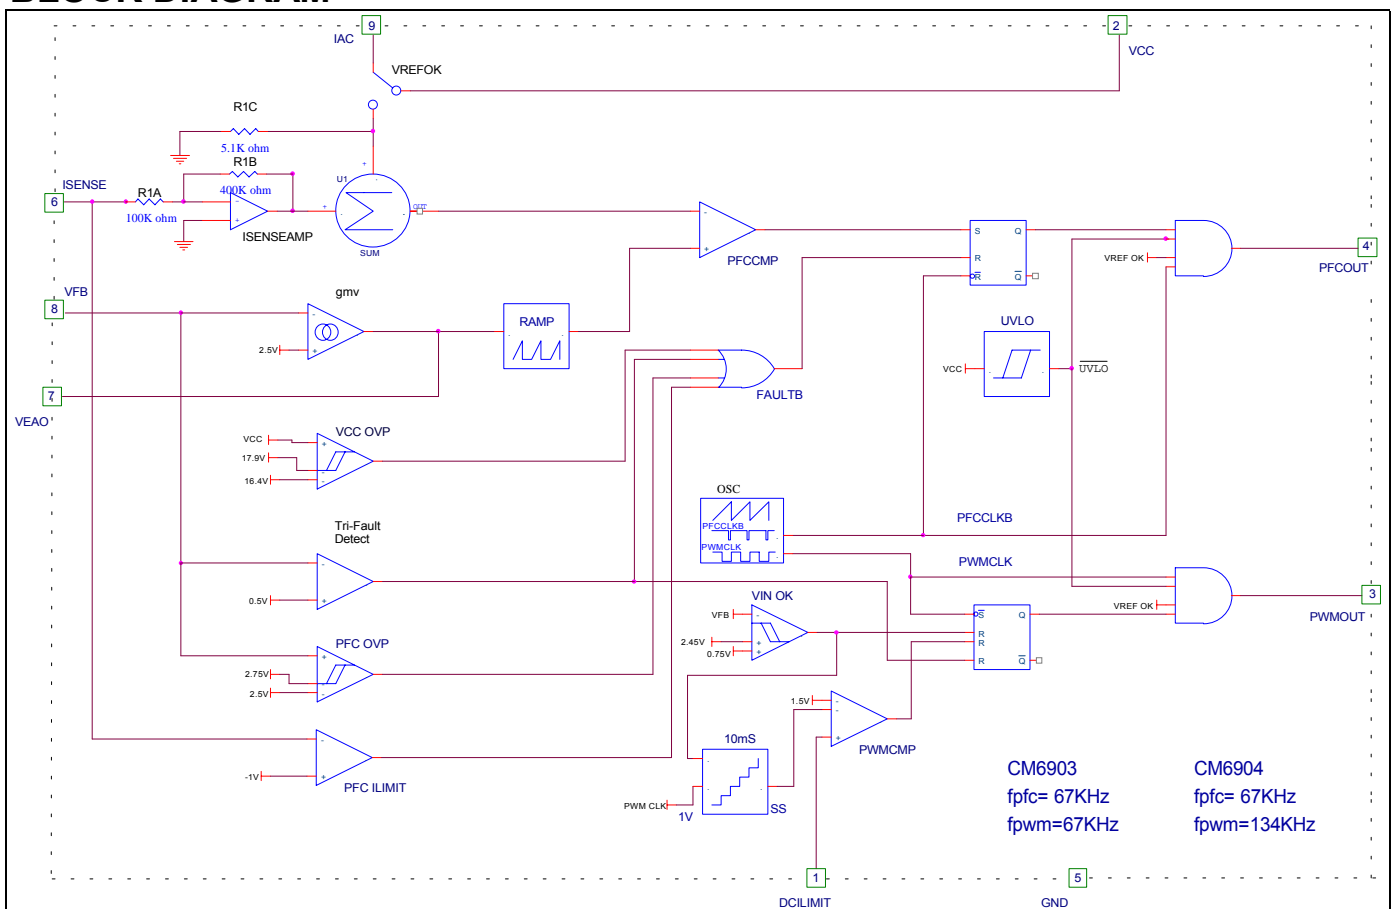 BLOCK DIAGRAM
9
IAC
2
VCC
VREFOK
R1C
5.1K ohm
R1B
400K ohm
ISENSE
6
R1A
100K ohm
-
+
ISENSEAMP
+
+
U1
OUT
SUM
-
+
PFCCMP
S
Q
R
R
Q
VREF OK
4
PFCOUT
VFB
8
gmv
-
+
2.5V
RAMP
UVLO
VCC
UVLO
7
VEAO
FAULTB
VCC OVP
VCC
17.9V
16.4V
+
-
-
OSC
PFCCLKB
PWMCLK
PFCCLKB
PWMCLK
Tri-Fault
Detect
-
+
0.5V
VIN OK
VFB
2.45V
0.75V
-
+
+
S
Q
R
R
R
Q
VREF OK
3
PWMOUT
PFC OVP
+
2.75V
2.5V
-
-
1.5V
-
-
+
PWMCMP
-
+
-1V
PFC ILIMIT
10mS
PWM CLK
1V
SS
CM6903
fpfc= 67KHz
fpwm=67KHz
CM6904
fpfc= 67KHz
fpwm=134KHz
1
DCILIMIT
5
GND